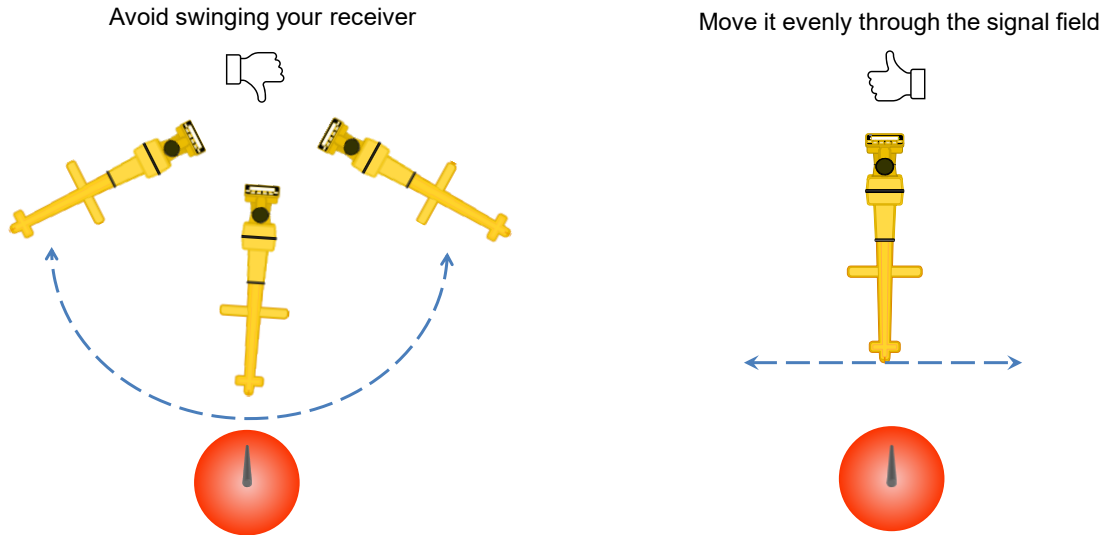 Avoid swinging your receiver
Move it evenly through the signal field